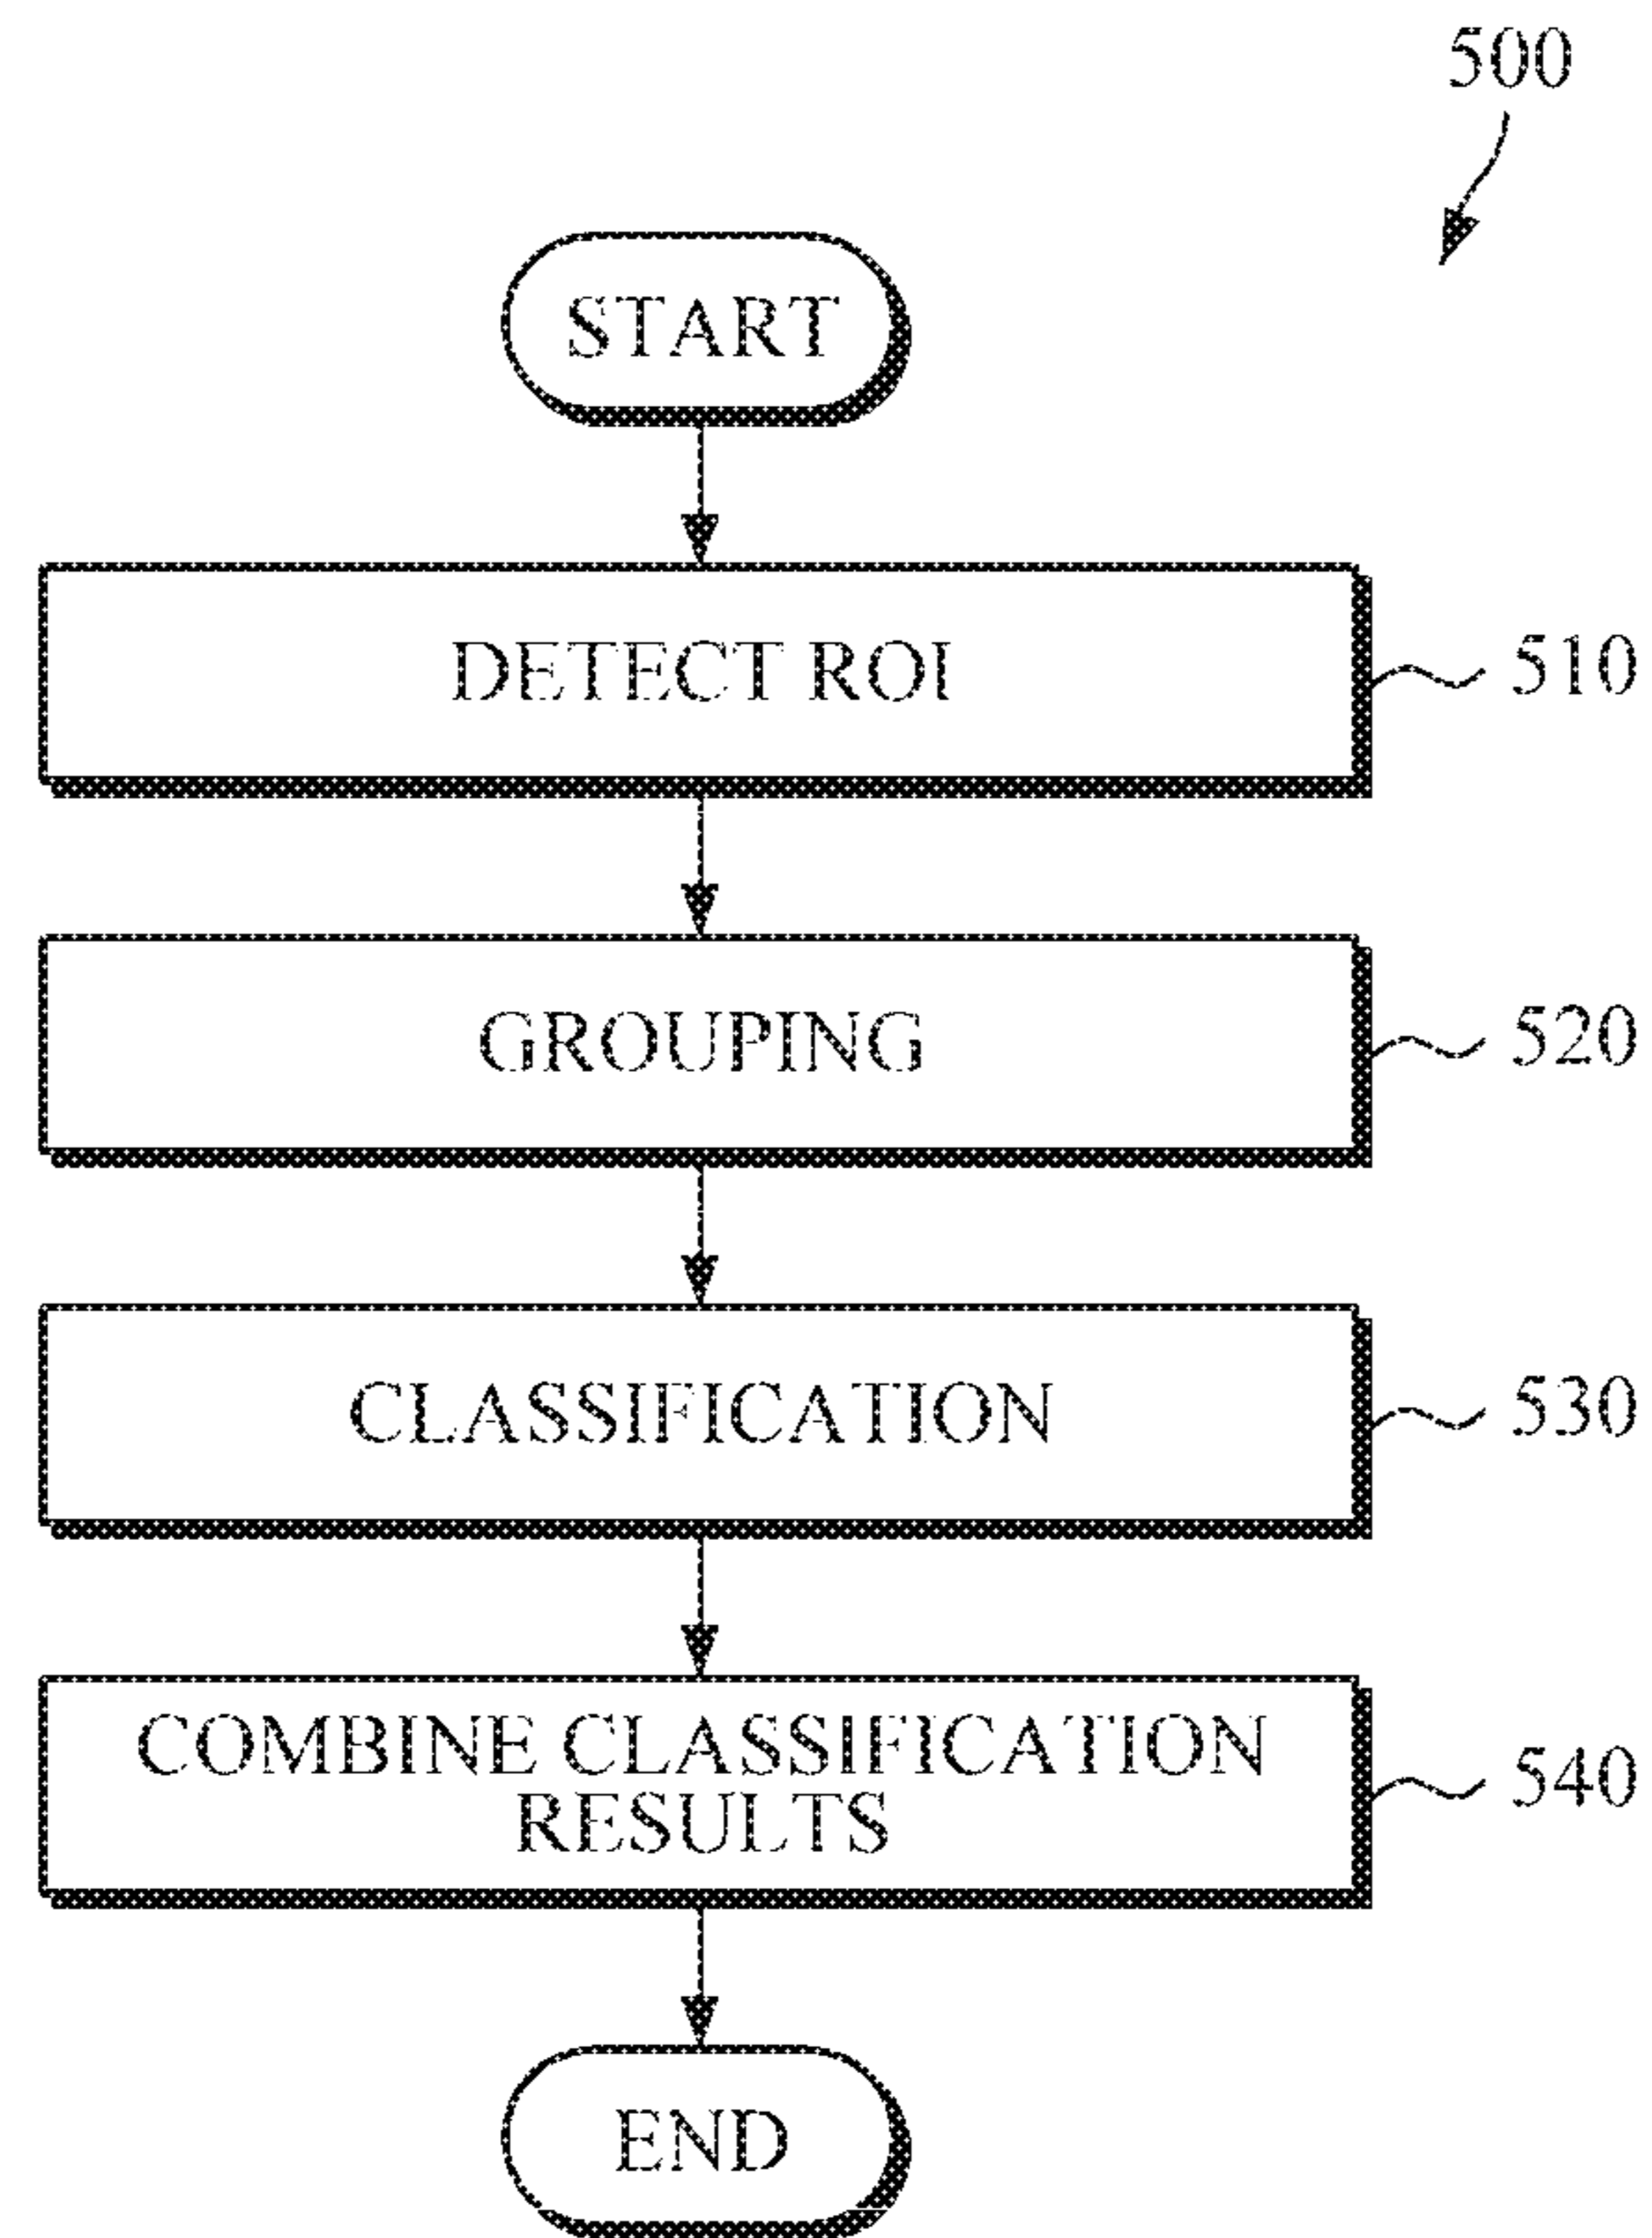 500
START
DETECT ROI
510
GROUPING
520
CLASSIFICATION
530
COMBINE CLASSIFICATION
RESULTS
540
END